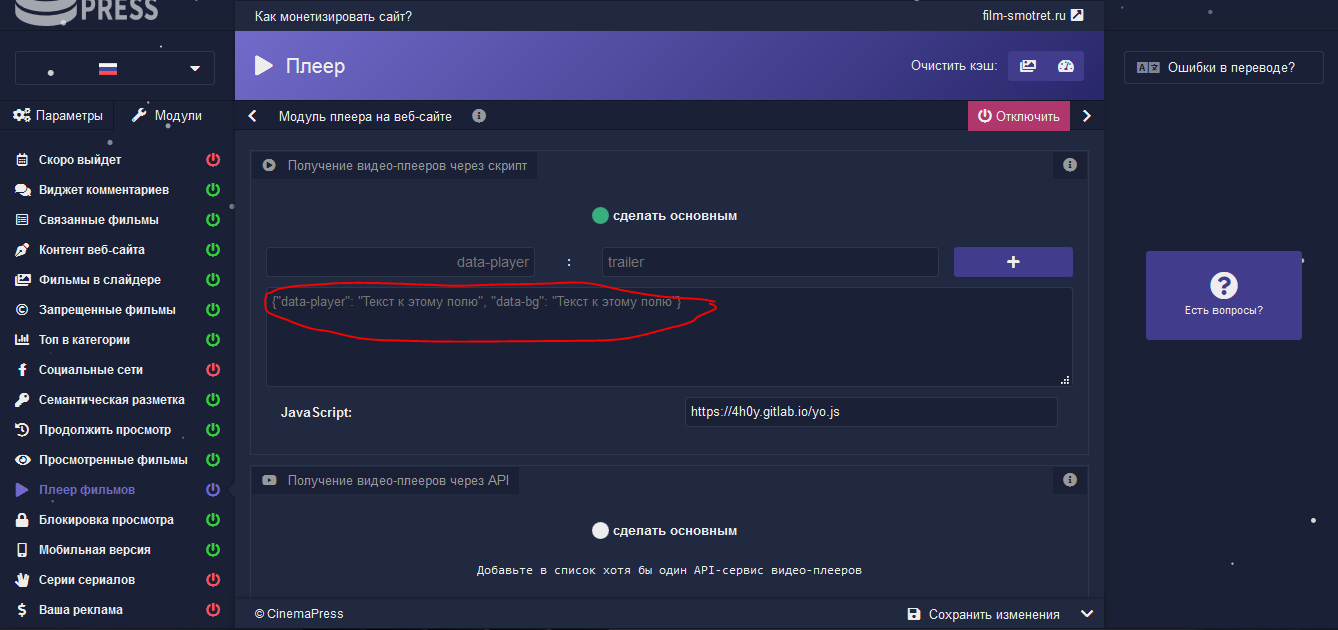 PRESS
Как монетизировать сайт?
film-smotret.ru
Плеер
Очистить кэш:
Ошибки в переводе?
Параметры
Модули
Модуль плеера на веб-сайте
Отключить
Скоро выйдет
Виджет комментариев
Связанные фильмы
Контент веб-сайта
Фильмы в слайдере
Запрещенные фильмы
Топ в категории
Социальные сети
Семантическая разметка
Продолжить просмотр
Просмотренные фильмы
Плеер фильмов
Блокировка просмотра
Мобильная версия
Серии сериалов
Ваша реклама
Получение видео-плееров через скрипт
сделать основным
data-player : trailer +
{"data-player": "Текст к этому полю", "data-bg": "Текст к этому полю"}
JavaScript: https://4h0y.gitlab.io/yo.js
Получение видео-плееров через API
сделать основным
Добавьте в список хотя бы один API-сервис видео-плееров
© CinemaPress
Сохранить изменения
Есть вопросы?